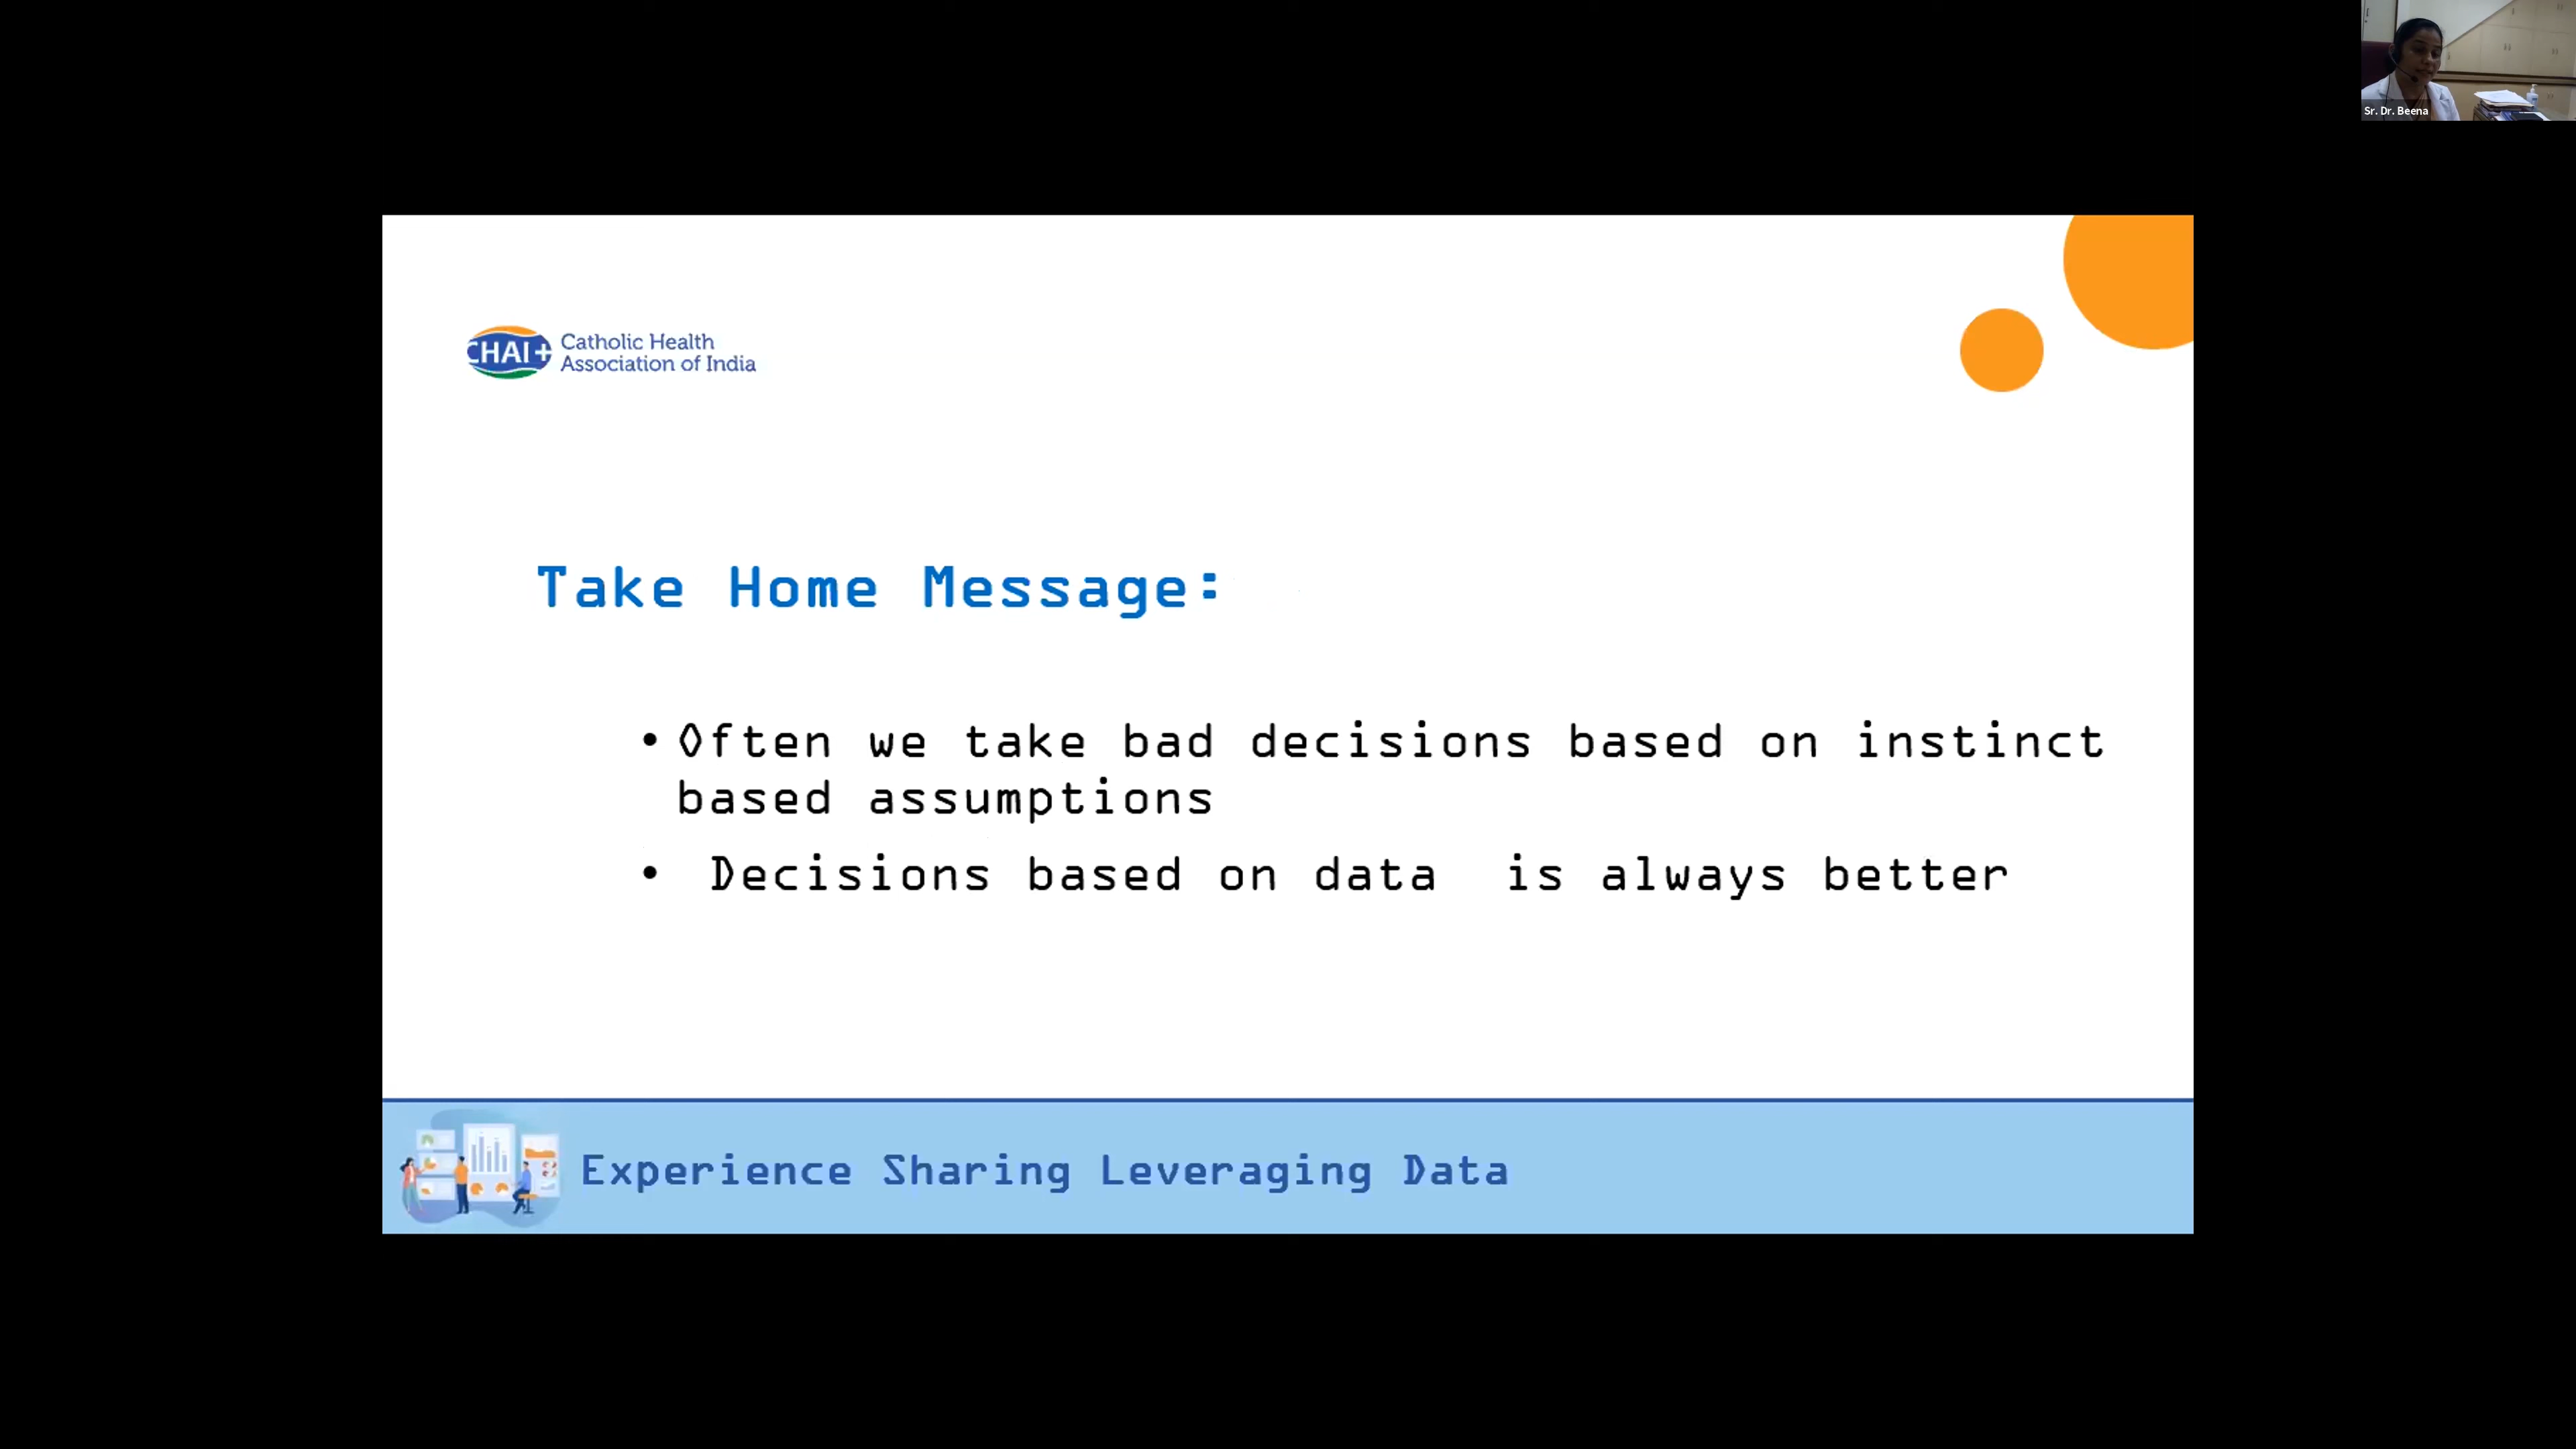 Sr. Dr. Beena
CHAI+
Catholic Health
Association of India
Take Home Message:
• Often we take bad decisions based on instinct
based assumptions
• Decisions based on data is always better
Experience Sharing Leveraging Data